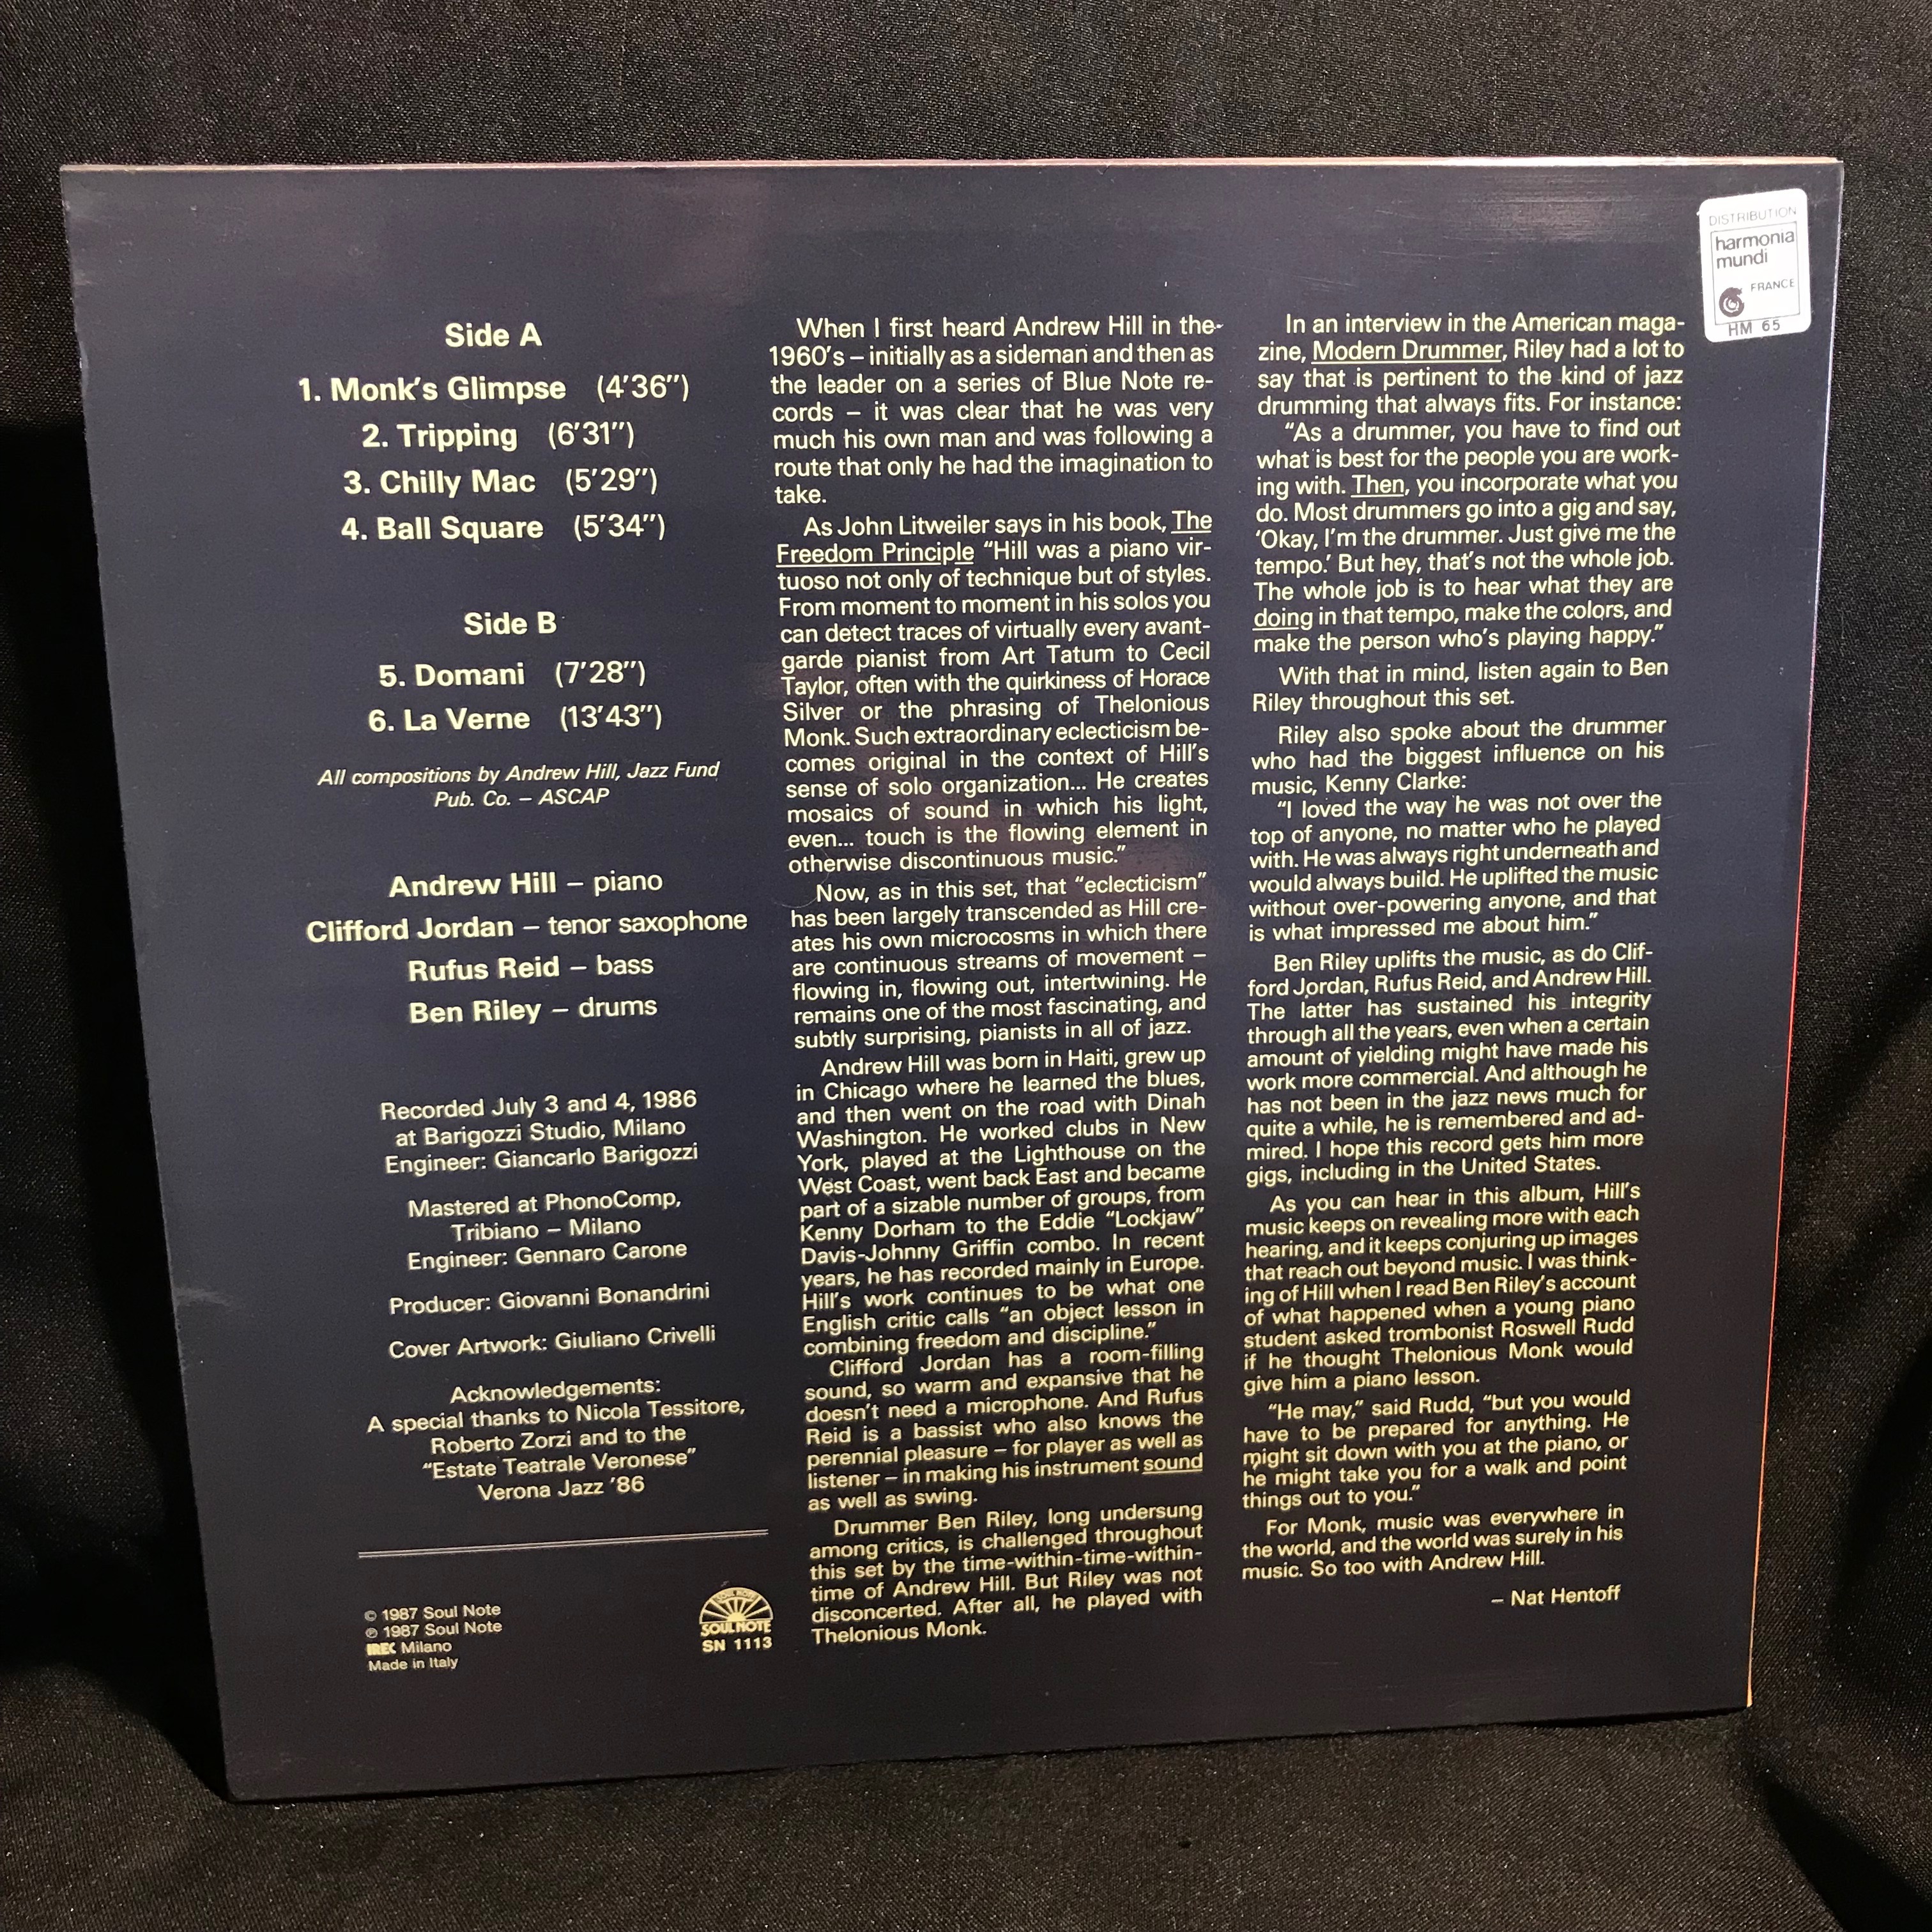 DISTRIBUTION
harmonia
mundi
FRANCE
HM 65
Side A
1. Monk's Glimpse (4'36")
2. Tripping (6'31")
3. Chilly Mac (5'29")
4. Ball Square (5'34")
Side B
5. Domani (7'28")
6. La Verne (13'43")
All compositions by Andrew Hill, Jazz Fund
Pub. Co. – ASCAP
Andrew Hill – piano
Clifford Jordan – tenor saxophone
Rufus Reid – bass
Ben Riley – drums
Recorded July 3 and 4, 1986
at Barigozzi Studio, Milano
Engineer: Giancarlo Barigozzi
Mastered at PhonoComp,
Tribiano – Milano
Engineer: Gennaro Carone
Producer: Giovanni Bonandrini
Cover Artwork: Giuliano Crivelli
Acknowledgements:
A special thanks to Nicola Tessitore,
Roberto Zorzi and to the
"Estate Teatrale Veronese"
Verona Jazz '86
© 1987 Soul Note
℗ 1987 Soul Note
IREC Milano
Made in Italy
SOUL NOTE
SOUL NOTE
SN 1113
When I first heard Andrew Hill in the
1960's – initially as a sideman and then as
the leader on a series of Blue Note re-
cords – it was clear that he was very
much his own man and was following a
route that only he had the imagination to
take.
As John Litweiler says in his book, The
Freedom Principle "Hill was a piano vir-
tuoso not only of technique but of styles.
From moment to moment in his solos you
can detect traces of virtually every avant-
garde pianist from Art Tatum to Cecil
Taylor, often with the quirkiness of Horace
Silver or the phrasing of Thelonious
Monk. Such extraordinary eclecticism be-
comes original in the context of Hill's
sense of solo organization... He creates
mosaics of sound in which his light,
even... touch is the flowing element in
otherwise discontinuous music."
Now, as in this set, that "eclecticism"
has been largely transcended as Hill cre-
ates his own microcosms in which there
are continuous streams of movement –
flowing in, flowing out, intertwining. He
remains one of the most fascinating, and
subtly surprising, pianists in all of jazz.
Andrew Hill was born in Haiti, grew up
in Chicago where he learned the blues,
and then went on the road with Dinah
Washington. He worked clubs in New
York, played at the Lighthouse on the
West Coast, went back East and became
part of a sizable number of groups, from
Kenny Dorham to the Eddie "Lockjaw"
Davis-Johnny Griffin combo. In recent
years, he has recorded mainly in Europe.
Hill's work continues to be what one
English critic calls "an object lesson in
combining freedom and discipline."
Clifford Jordan has a room-filling
sound, so warm and expansive that he
doesn't need a microphone. And Rufus
Reid is a bassist who also knows the
perennial pleasure – for player as well as
listener – in making his instrument sound
as well as swing.
Drummer Ben Riley, long undersung
among critics, is challenged throughout
this set by the time-within-time-within-
time of Andrew Hill. But Riley was not
disconcerted. After all, he played with
Thelonious Monk.
In an interview in the American maga-
zine, Modern Drummer, Riley had a lot to
say that is pertinent to the kind of jazz
drumming that always fits. For instance:
"As a drummer, you have to find out
what is best for the people you are work-
ing with. Then, you incorporate what you
do. Most drummers go into a gig and say,
'Okay, I'm the drummer. Just give me the
tempo.' But hey, that's not the whole job.
The whole job is to hear what they are
doing in that tempo, make the colors, and
make the person who's playing happy."
With that in mind, listen again to Ben
Riley throughout this set.
Riley also spoke about the drummer
who had the biggest influence on his
music, Kenny Clarke:
"I loved the way he was not over the
top of anyone, no matter who he played
with. He was always right underneath and
would always build. He uplifted the music
without over-powering anyone, and that
is what impressed me about him."
Ben Riley uplifts the music, as do Clif-
ford Jordan, Rufus Reid, and Andrew Hill.
The latter has sustained his integrity
through all the years, even when a certain
amount of yielding might have made his
work more commercial. And although he
has not been in the jazz news much for
quite a while, he is remembered and ad-
mired. I hope this record gets him more
gigs, including in the United States.
As you can hear in this album, Hill's
music keeps on revealing more with each
hearing, and it keeps conjuring up images
that reach out beyond music. I was think-
ing of Hill when I read Ben Riley's account
of what happened when a young piano
student asked trombonist Roswell Rudd
if he thought Thelonious Monk would
give him a piano lesson.
"He may," said Rudd, "but you would
have to be prepared for anything. He
might sit down with you at the piano, or
he might take you for a walk and point
things out to you."
For Monk, music was everywhere in
the world, and the world was surely in his
music. So too with Andrew Hill.
– Nat Hentoff